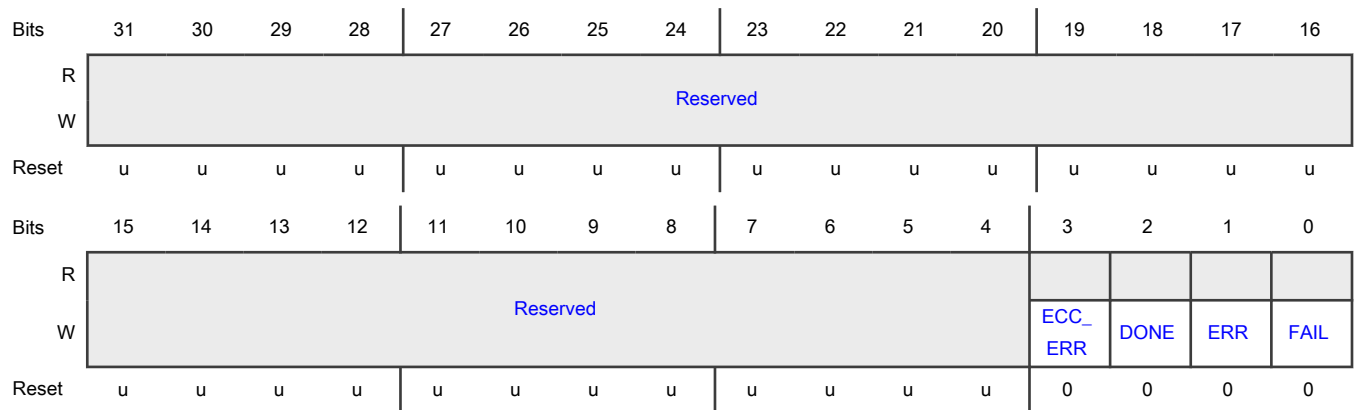 Bits 31 30 29 28 27 26 25 24 23 22 21 20 19 18 17 16
R
Reserved
W
Reset u u u u u u u u u u u u u u u u
Bits 15 14 13 12 11 10 9 8 7 6 5 4 3 2 1 0
R
Reserved
W ECC_ DONE ERR FAIL
ERR
Reset u u u u u u u u u u u u 0 0 0 0